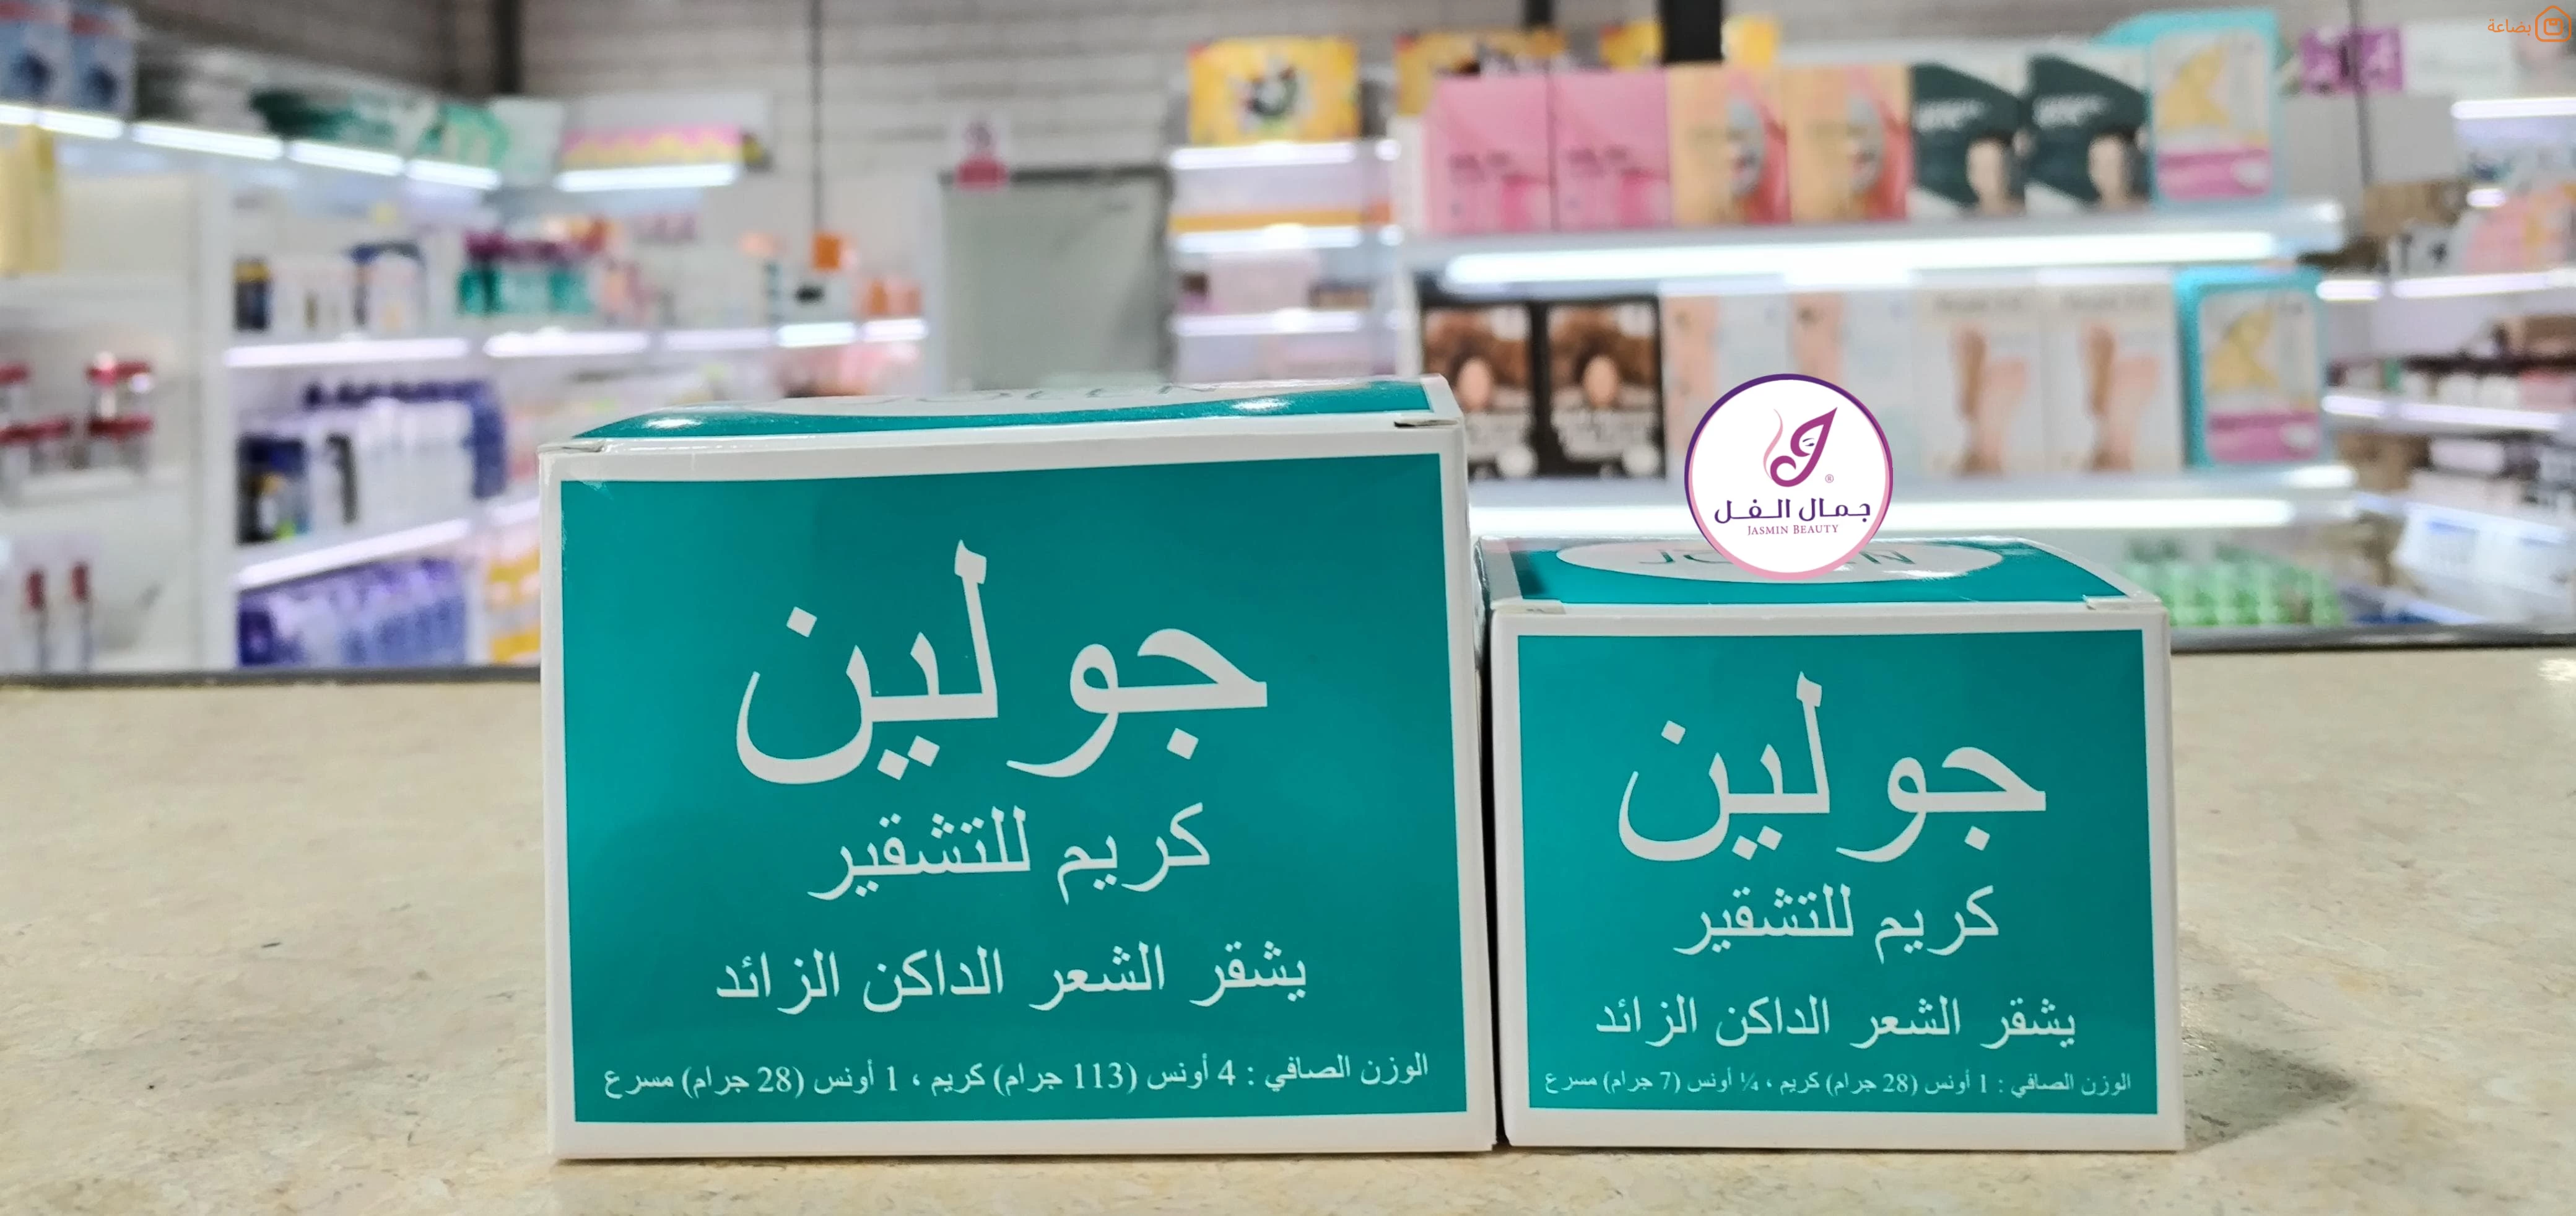 بضاعة
جمال الفل
JASMIN BEAUTY
جولين
كريم للتشقير
يشقر الشعر الداكن الزائد
الوزن الصافي : 4 أونس (113 جرام) كريم ، 1 أونس (28 جرام) مسرع
جولين
كريم للتشقير
يشقر الشعر الداكن الزائد
الوزن الصافي : 1 أونس (28 جرام) كريم ، ¼ أونس (7 جرام) مسرع